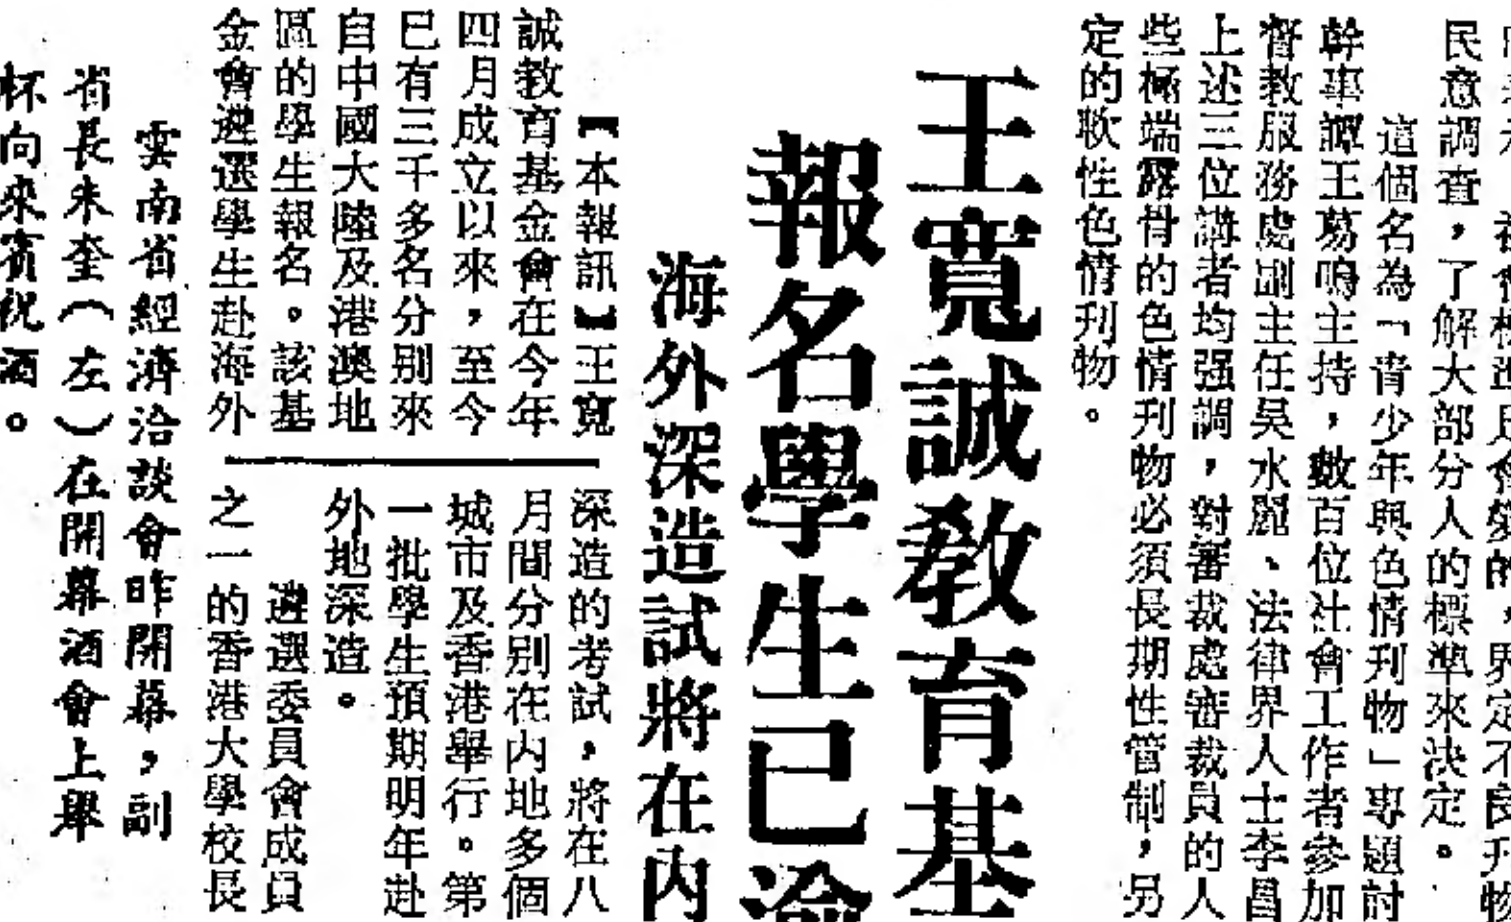 界定不良刊物
民意調查，了解大部分人的標準來決定。
這個名為「青少年與色情刊物」專題討
幹事譚王葛鳴主持，數百位社會工作者參加
督教服務處副主任吳水麗、法律界人士李昌
上述三位講者均强調，對審裁處審裁員的人
些極端露骨的色情刊物必須長期性管制，另
定的軟性色情刊物。
王寬誠教育基
報名學生已逾
海外深造試將在內
【本報訊】王寬
誠教育基金會在今年
四月成立以來，至今
已有三千多名分別來
自中國大陸及港澳地
區的學生報名。該基
金會遴選學生赴海外
深造的考試，將在八
月間分別在內地多個
城市及香港舉行。第
一批學生預期明年赴
外地深造。
遴選委員會成員
之一的香港大學校長
雲南省經濟洽談會昨開幕，副
省長朱奎（左）在開幕酒會上舉
杯向來賓祝酒。